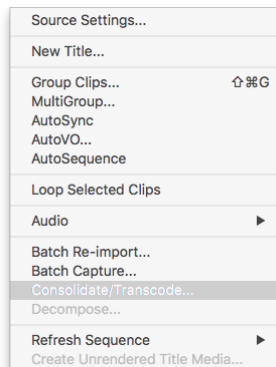 Source Settings...
New Title...
Group Clips... ⇧⌘G
MultiGroup...
AutoSync
AutoVO...
AutoSequence
Loop Selected Clips
Audio ▶
Batch Re-import...
Batch Capture...
Consolidate/Transcode...
Decompose...
Refresh Sequence ▶
Create Unrendered Title Media...